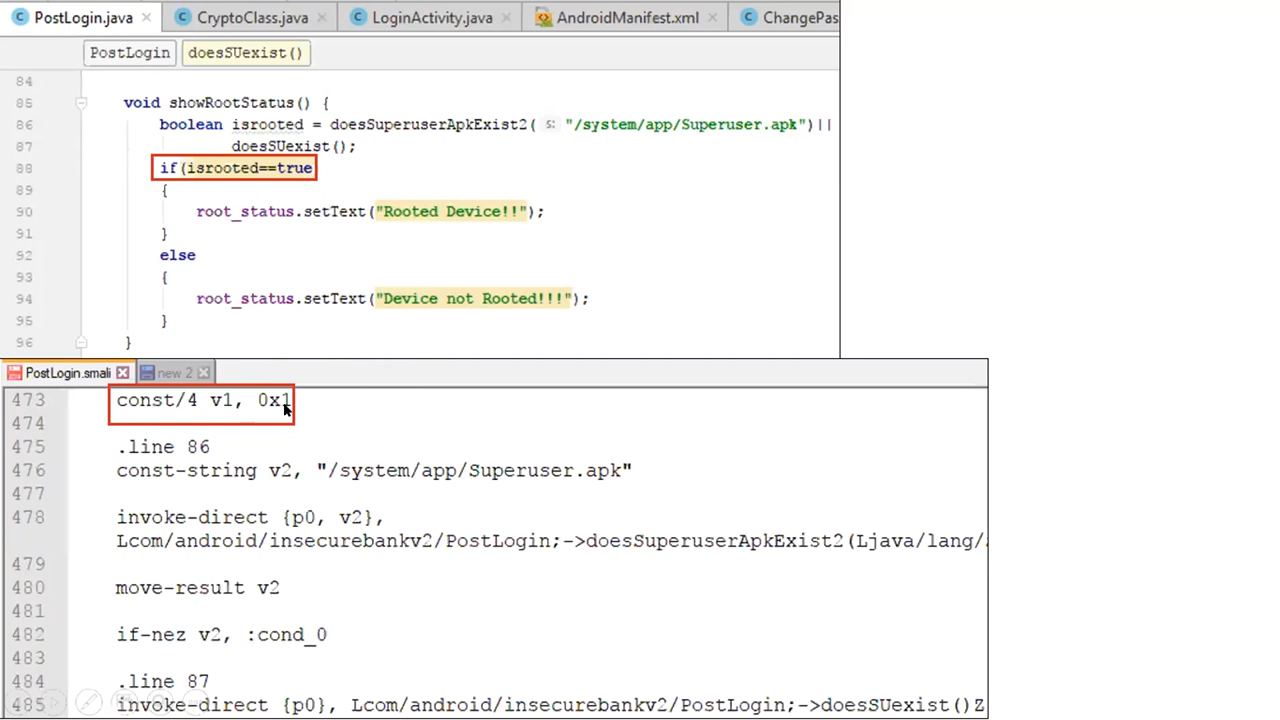 PostLogin.java × CryptoClass.java × LoginActivity.java × AndroidManifest.xml × ChangePas
PostLogin doesSUexist()
84
85 void showRootStatus() {
86 boolean isrooted = doesSuperuserApkExist2( s: "/system/app/Superuser.apk")||
87 doesSUexist();
88 if(isrooted==true
89 {
90 root_status.setText("Rooted Device!!");
91 }
92 else
93 {
94 root_status.setText("Device not Rooted!!!");
95 }
96 }
PostLogin.smali new 2
473 const/4 v1, 0x1
474
475 .line 86
476 const-string v2, "/system/app/Superuser.apk"
477
478 invoke-direct {p0, v2},
Lcom/android/insecurebankv2/PostLogin;->doesSuperuserApkExist2(Ljava/lang/
479
480 move-result v2
481
482 if-nez v2, :cond_0
483
484 .line 87
485 invoke-direct {p0}, Lcom/android/insecurebankv2/PostLogin;->doesSUexist()Z